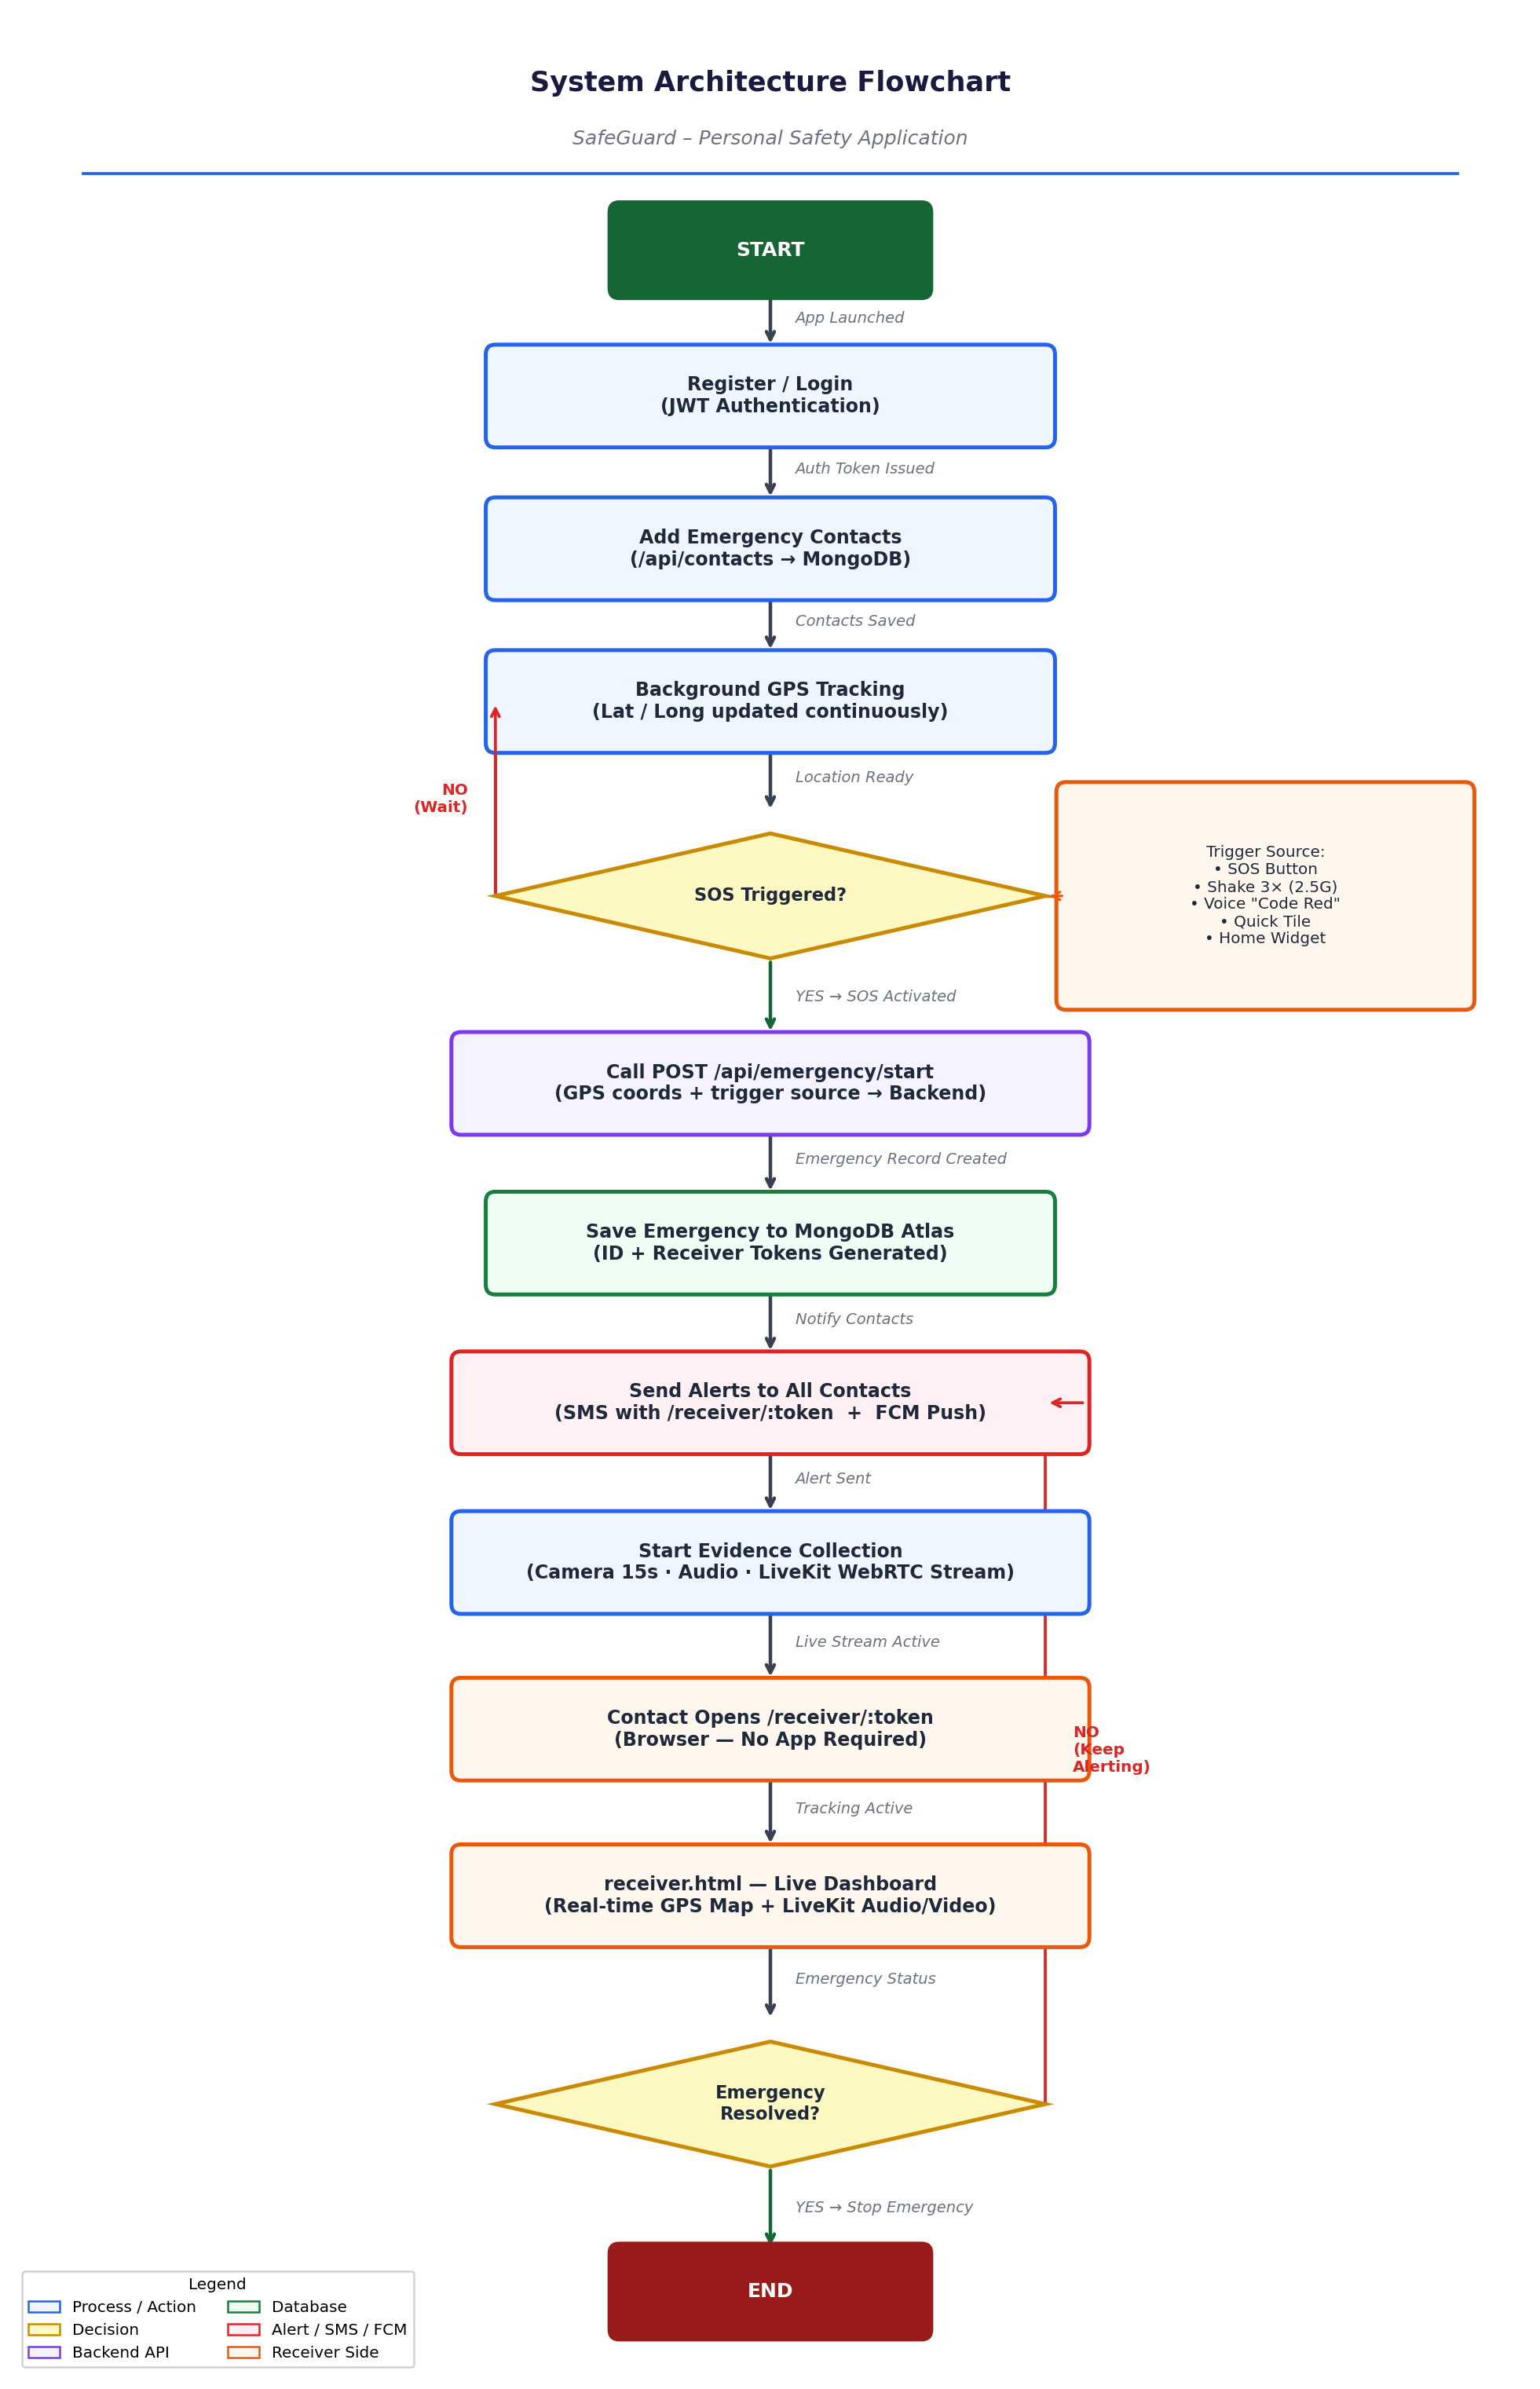 System Architecture Flowchart
SafeGuard – Personal Safety Application
START
App Launched
Register / Login
(JWT Authentication)
Auth Token Issued
Add Emergency Contacts
(/api/contacts → MongoDB)
Contacts Saved
Background GPS Tracking
(Lat / Long updated continuously)
Location Ready
NO
(Wait)
SOS Triggered?
Trigger Source:
• SOS Button
• Shake 3× (2.5G)
• Voice "Code Red"
• Quick Tile
• Home Widget
YES → SOS Activated
Call POST /api/emergency/start
(GPS coords + trigger source → Backend)
Emergency Record Created
Save Emergency to MongoDB Atlas
(ID + Receiver Tokens Generated)
Notify Contacts
Send Alerts to All Contacts
(SMS with /receiver/:token  +  FCM Push)
Alert Sent
Start Evidence Collection
(Camera 15s · Audio · LiveKit WebRTC Stream)
Live Stream Active
Contact Opens /receiver/:token
(Browser — No App Required)
NO
(Keep
Alerting)
Tracking Active
receiver.html — Live Dashboard
(Real-time GPS Map + LiveKit Audio/Video)
Emergency Status
Emergency
Resolved?
YES → Stop Emergency
END
Legend
Process / Action
Decision
Backend API
Database
Alert / SMS / FCM
Receiver Side